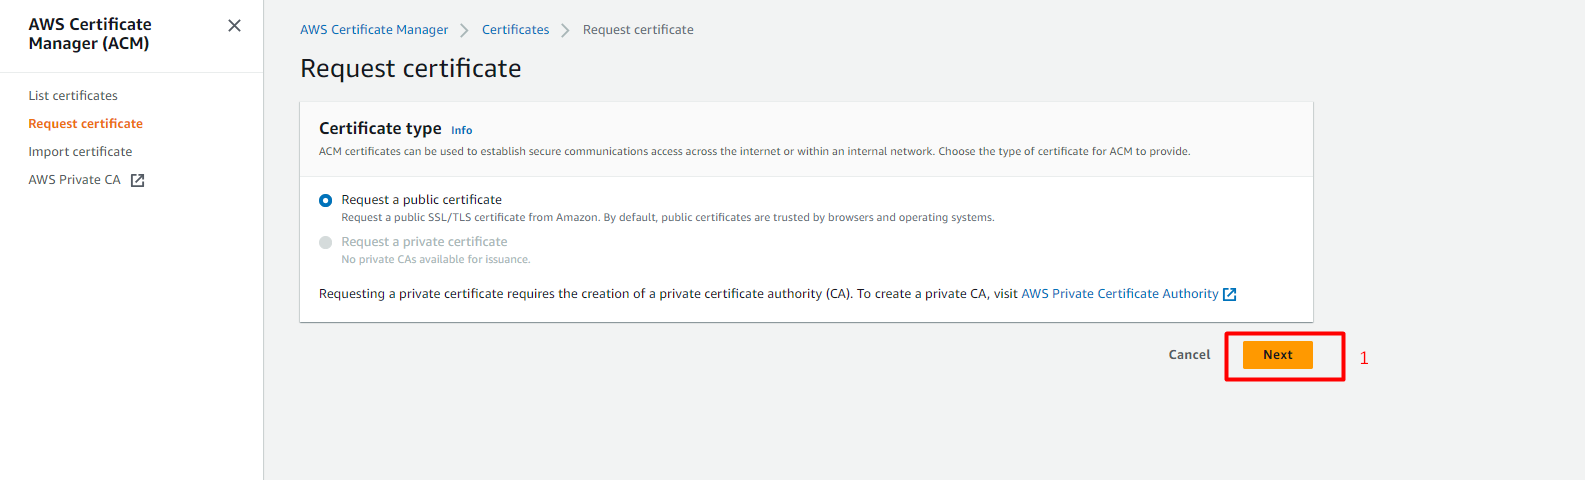 AWS Certificate
Manager (ACM)
List certificates
Request certificate
Import certificate
AWS Private CA
AWS Certificate Manager Certificates Request certificate
Request certificate
Certificate type Info
ACM certificates can be used to establish secure communications access across the internet or within an internal network. Choose the type of certificate for ACM to provide.
Request a public certificate
Request a public SSL/TLS certificate from Amazon. By default, public certificates are trusted by browsers and operating systems.
Request a private certificate
No private CAs available for issuance.
Requesting a private certificate requires the creation of a private certificate authority (CA). To create a private CA, visit AWS Private Certificate Authority
Cancel Next 1